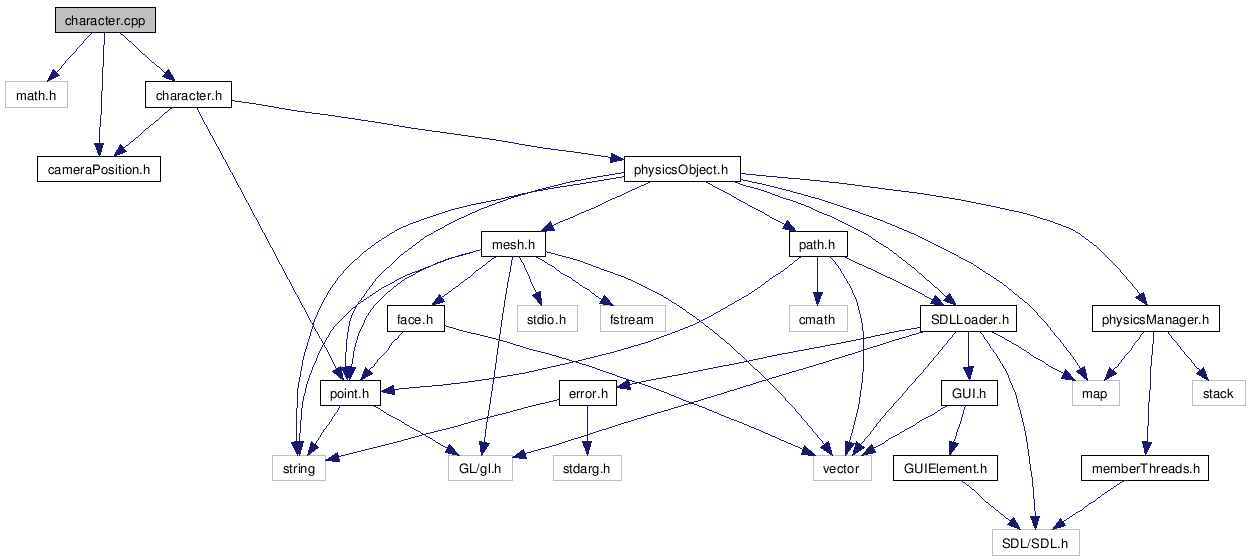 character.cpp
math.h
character.h
cameraPosition.h
physicsObject.h
mesh.h
path.h
face.h
stdio.h
fstream
cmath
SDLLoader.h
physicsManager.h
point.h
error.h
GUI.h
map
stack
string
GL/gl.h
stdarg.h
vector
GUIElement.h
memberThreads.h
SDL/SDL.h